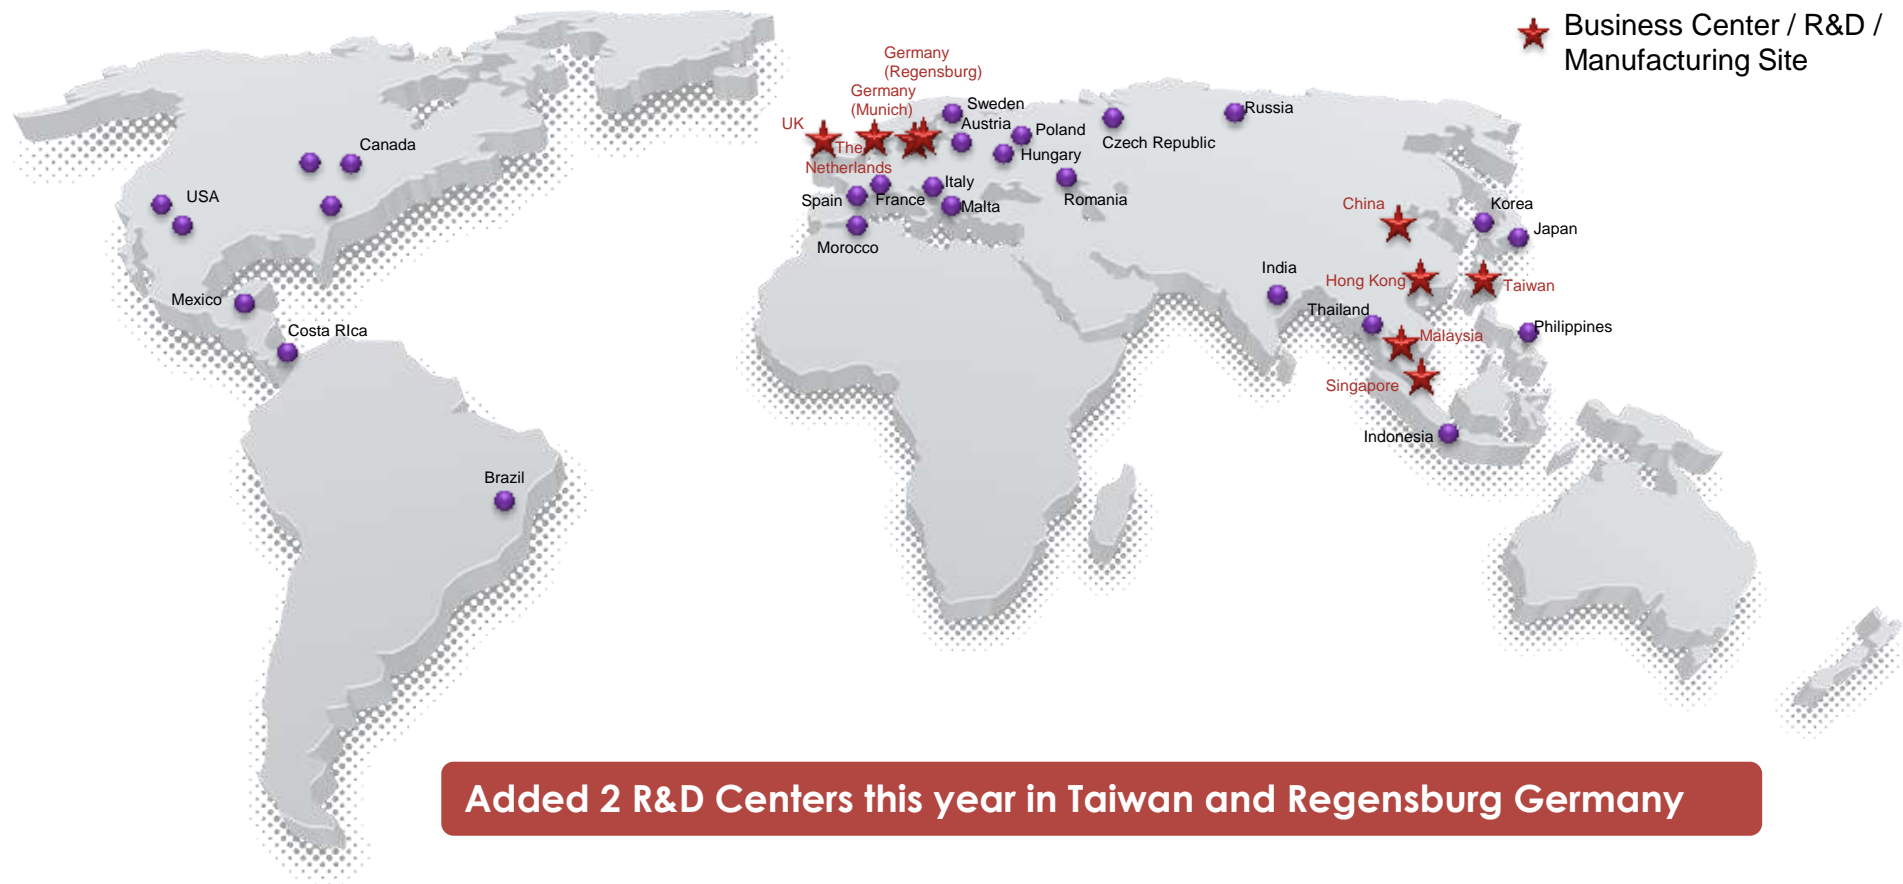 Business Center / R&D /
Manufacturing Site
Germany
(Regensburg)
Germany
(Munich)
UK
The
Netherlands
Sweden
Austria
Poland
Hungary
Czech Republic
Russia
Canada
USA
Spain
France
Italy
Malta
Romania
Morocco
China
Korea
Japan
India
Hong Kong
Taiwan
Mexico
Thailand
Costa RIca
Philippines
Malaysia
Singapore
Indonesia
Brazil
Added 2 R&D Centers this year in Taiwan and Regensburg Germany